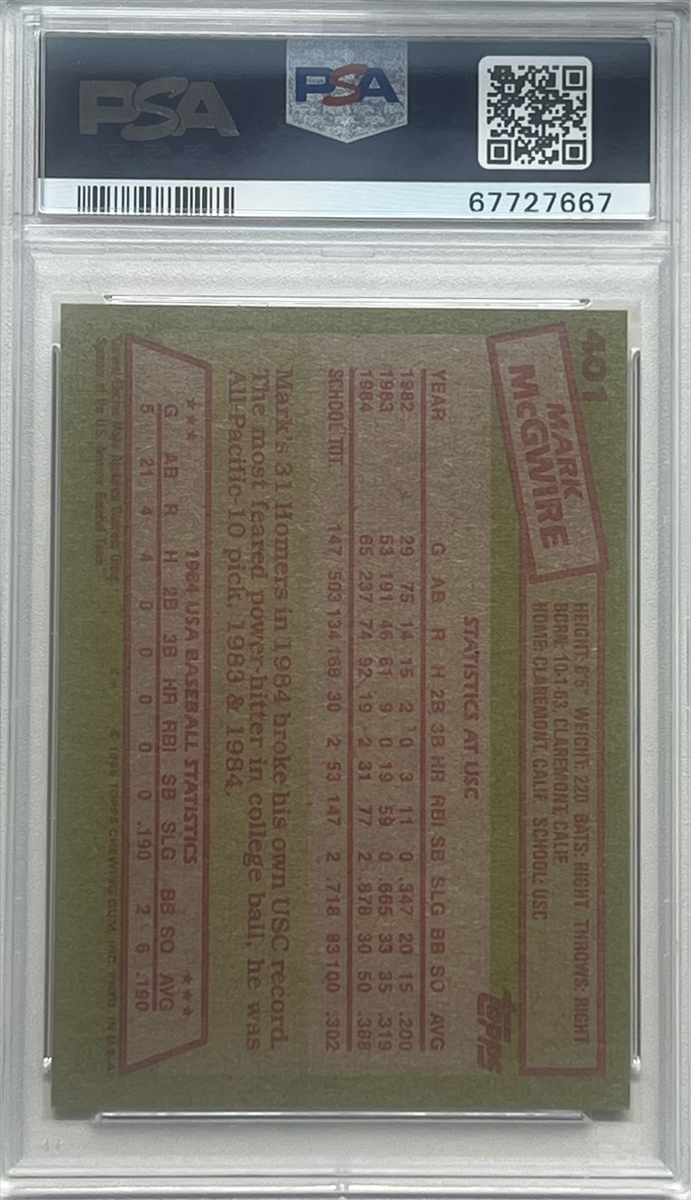 PSA
PSA
67727667
401
MARK
McGWIRE
HEIGHT: 6'5" WEIGHT: 220 BATS: RIGHT THROWS: RIGHT
BORN: 10-1-63, CLAREMONT, CALIF.
HOME: CLAREMONT, CALIF. SCHOOL: USC
topps
STATISTICS AT USC
YEAR G AB R H 2B 3B HR RBI SB SLG BB SO AVG
1982 29 75 14 15 2 0 3 11 0 .347 20 15 .200
1983 53 191 46 61 9 0 19 59 0 .665 33 35 .319
1984 65 237 74 92 19 2 31 77 2 .878 30 50 .388
SCHOOL TOT. 147 503 134 168 30 2 53 147 2 .718 83 100 .302
Mark's 31 Homers in 1984 broke his own USC record.
The most feared power-hitter in college ball, he was
All-Pacific-10 pick, 1983 & 1984.
★★★ 1984 USA BASEBALL STATISTICS ★★★
G AB R H 2B 3B HR RBI SB SLG BB SO AVG
5 21 4 4 0 0 0 0 0 .190 2 6 .190
© 1985 TOPPS CHEWING GUM, INC. PRTD. IN U.S.A.